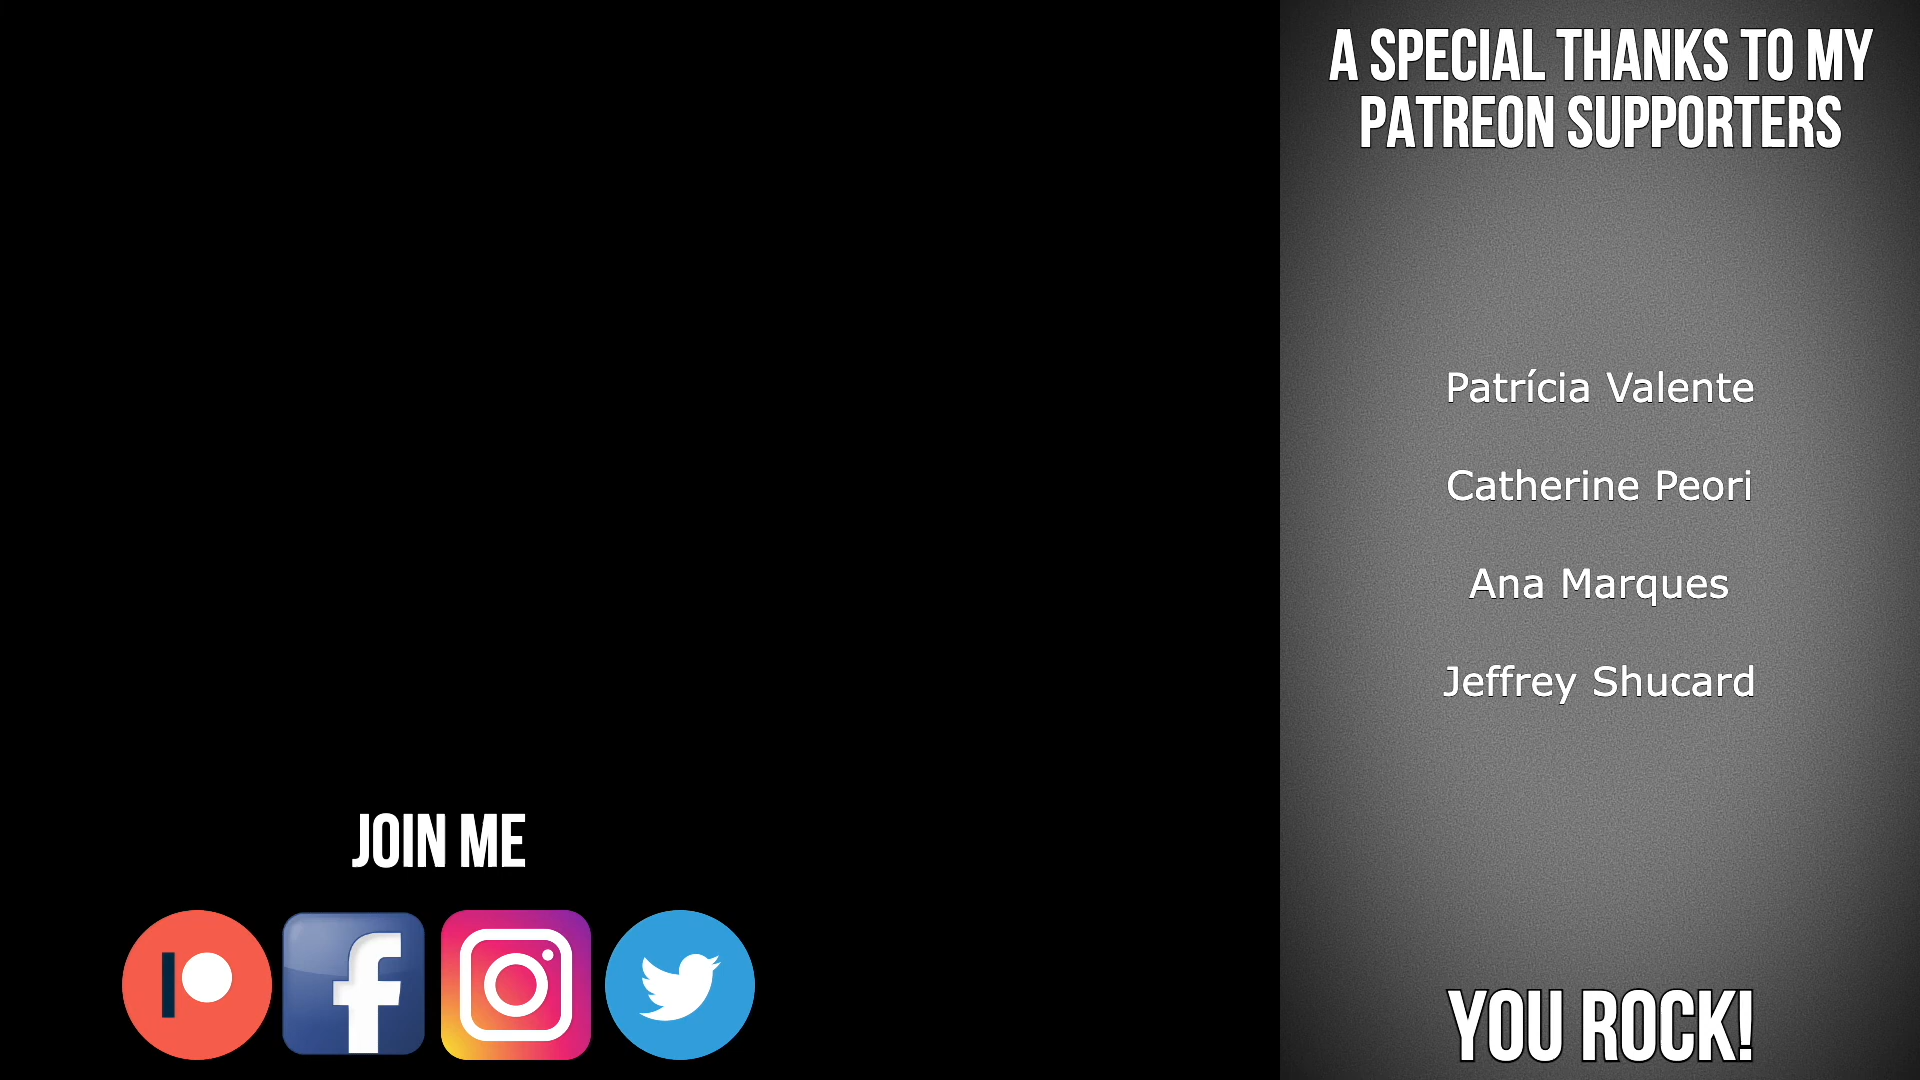 A SPECIAL THANKS TO MY
PATREON SUPPORTERS
Patrícia Valente
Catherine Peori
Ana Marques
Jeffrey Shucard
JOIN ME
YOU ROCK!